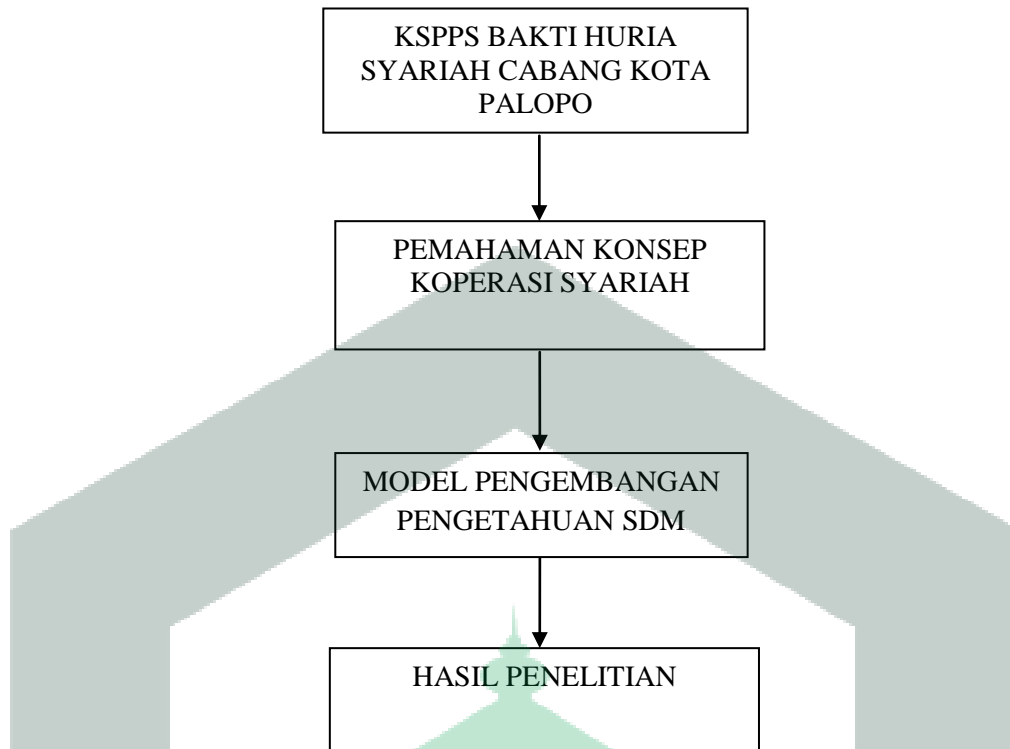 KSPPS BAKTI HURIA
SYARIAH CABANG KOTA
PALOPO
PEMAHAMAN KONSEP
KOPERASI SYARIAH
MODEL PENGEMBANGAN
PENGETAHUAN SDM
HASIL PENELITIAN